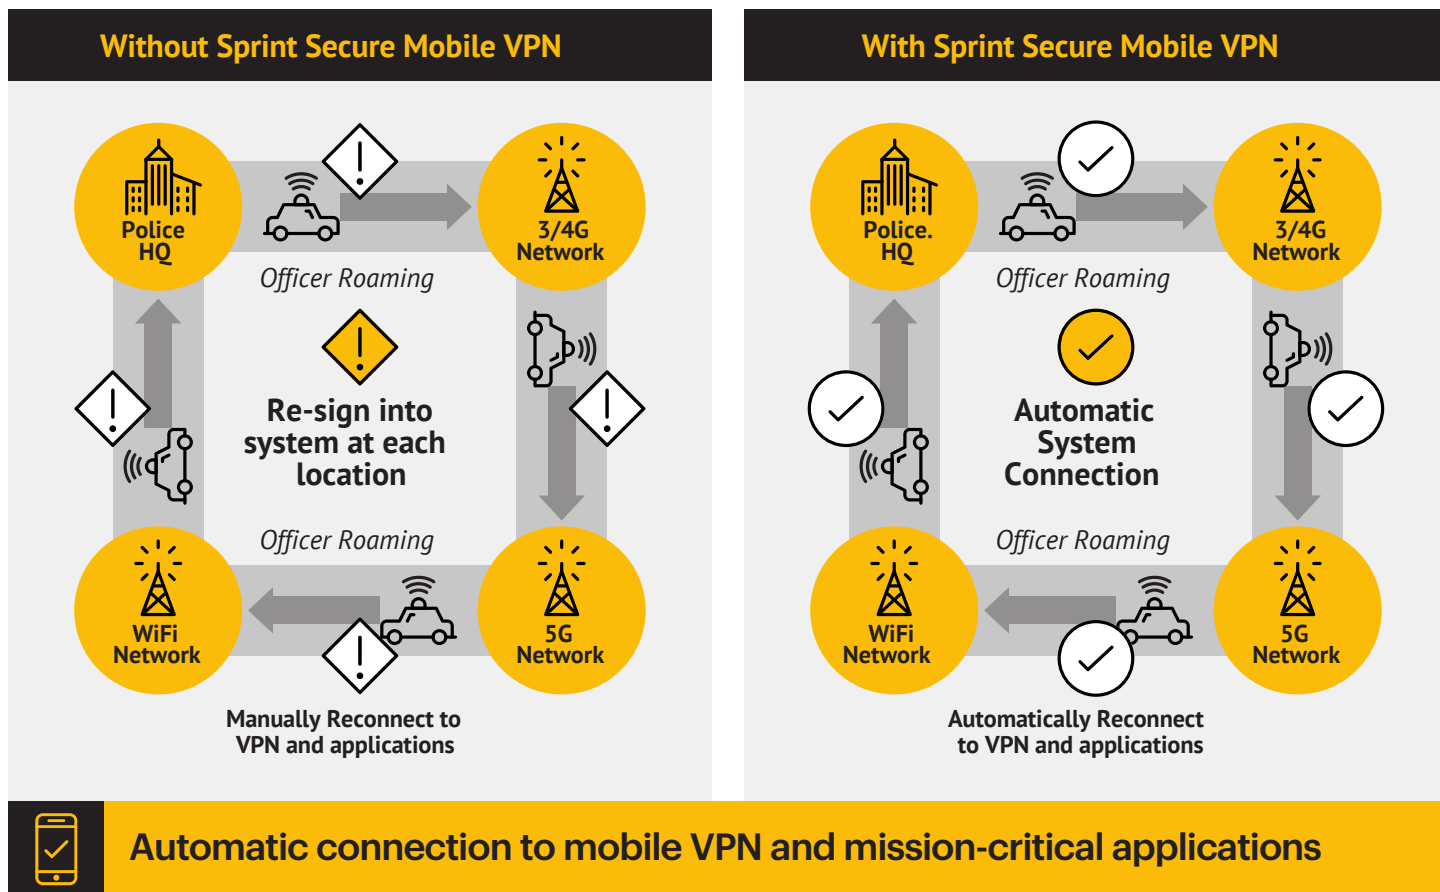 Without Sprint Secure Mobile VPN
Police
HQ
3/4G
Network
Officer Roaming
Re-sign into
system at each
location
Officer Roaming
WiFi
Network
5G
Network
Manually Reconnect to
VPN and applications
With Sprint Secure Mobile VPN
Police.
HQ
3/4G
Network
Officer Roaming
Automatic
System
Connection
Officer Roaming
WiFi
Network
5G
Network
Automatically Reconnect
to VPN and applications
Automatic connection to mobile VPN and mission-critical applications